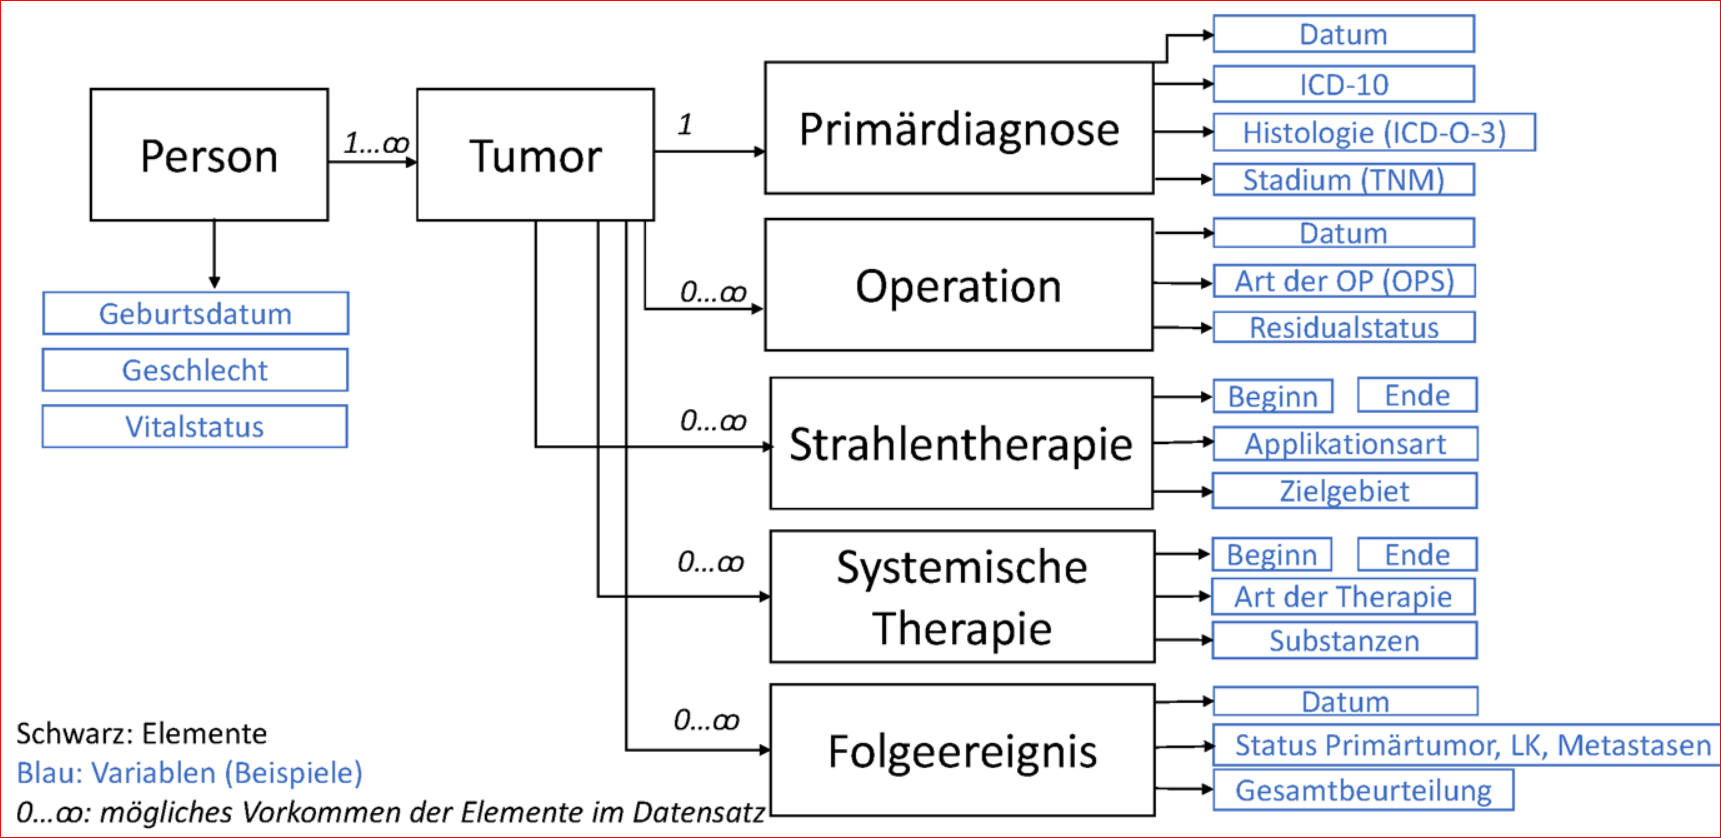 Person
1...∞
Tumor
Geburtsdatum
Geschlecht
Vitalstatus
1
Primärdiagnose
Datum
ICD-10
Histologie (ICD-O-3)
Stadium (TNM)
0...∞
Operation
Datum
Art der OP (OPS)
Residualstatus
0...∞
Strahlentherapie
Beginn Ende
Applikationsart
Zielgebiet
0...∞
Systemische
Therapie
Beginn Ende
Art der Therapie
Substanzen
0...∞
Folgeereignis
Datum
Status Primärtumor, LK, Metastasen
Gesamtbeurteilung
Schwarz: Elemente
Blau: Variablen (Beispiele)
0...∞: mögliches Vorkommen der Elemente im Datensatz